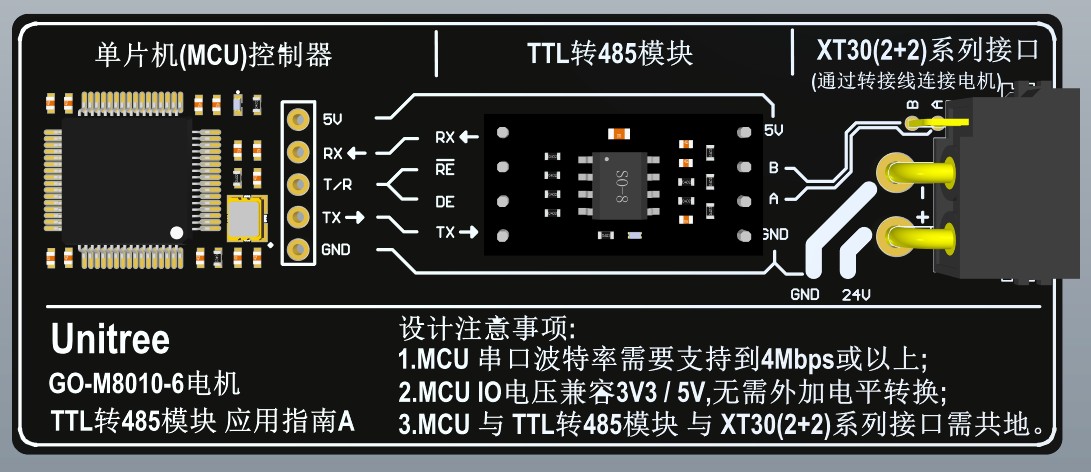 单片机(MCU)控制器
TTL转485模块
XT30(2+2)系列接口
(通过转接线连接电机)
B A
5V
RX
T/R
TX
GND
RX
RE
DE
TX
SO-8
5V
B
A
GND
-
+
GND 24V
Unitree
GO-M8010-6电机
TTL转485模块 应用指南A
设计注意事项:
1.MCU 串口波特率需要支持到4Mbps或以上;
2.MCU IO电压兼容3V3 / 5V,无需外加电平转换;
3.MCU 与 TTL转485模块 与 XT30(2+2)系列接口需共地。